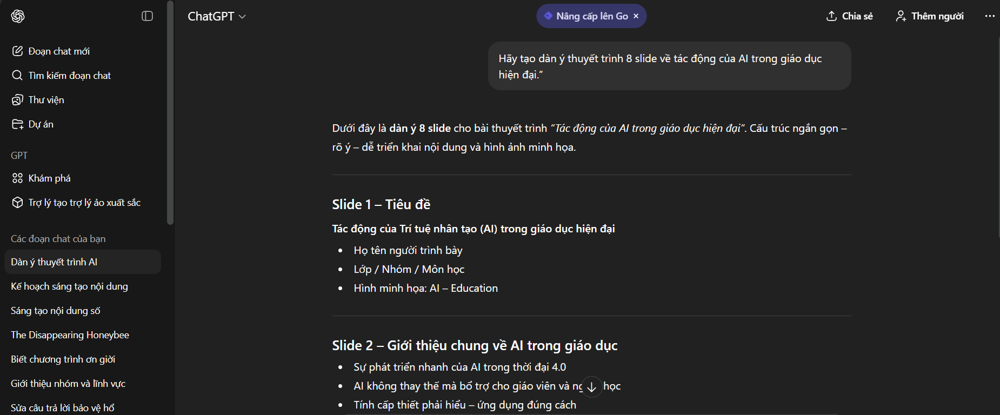 ChatGPT
Nâng cấp lên Go
Chia sẻ
Thêm người
Đoạn chat mới
Tìm kiếm đoạn chat
Thư viện
Dự án
GPT
Khám phá
Trợ lý tạo trợ lý ảo xuất sắc
Các đoạn chat của bạn
Dàn ý thuyết trình AI
Kế hoạch sáng tạo nội dung
Sáng tạo nội dung số
The Disappearing Honeybee
Biết chương trình ơn giời
Giới thiệu nhóm và lĩnh vực
Sửa câu trả lời bảo vệ hổ
Hãy tạo dàn ý thuyết trình 8 slide về tác động của AI trong giáo dục
hiện đại.”
Dưới đây là dàn ý 8 slide cho bài thuyết trình “Tác động của AI trong giáo dục hiện đại”. Cấu trúc ngắn gọn –
rõ ý – dễ triển khai nội dung và hình ảnh minh họa.
Slide 1 – Tiêu đề
Tác động của Trí tuệ nhân tạo (AI) trong giáo dục hiện đại
• Họ tên người trình bày
• Lớp / Nhóm / Môn học
• Hình minh họa: AI – Education
Slide 2 – Giới thiệu chung về AI trong giáo dục
• Sự phát triển nhanh của AI trong thời đại 4.0
• AI không thay thế mà bổ trợ cho giáo viên và học
• Tính cấp thiết phải hiểu – ứng dụng đúng cách